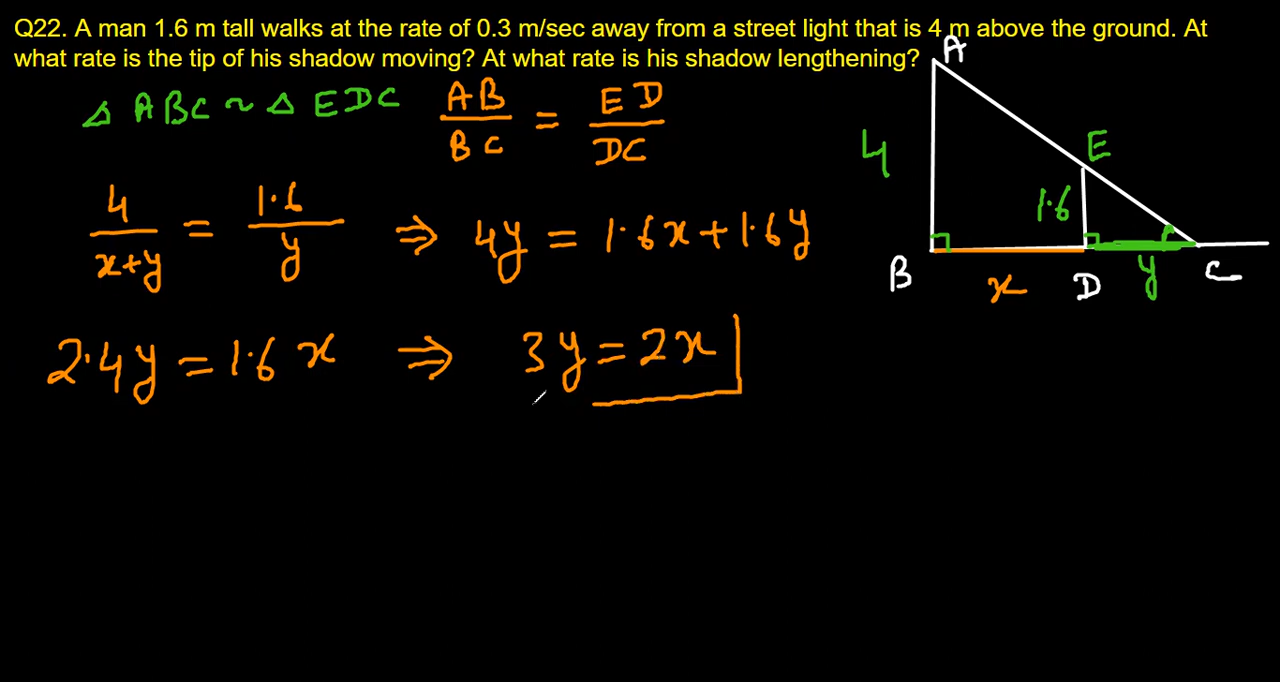 Q22. A man 1.6 m tall walks at the rate of 0.3 m/sec away from a street light that is 4 m above the ground. At
what rate is the tip of his shadow moving? At what rate is his shadow lengthening?
△ ABC ~ △ EDC AB/BC = ED/DC
4/x+y = 1.6/y ⇒ 4y = 1.6x + 1.6y
2.4y = 1.6x ⇒ 3y = 2x
A
4
E
1.6
B
x
D
y
C